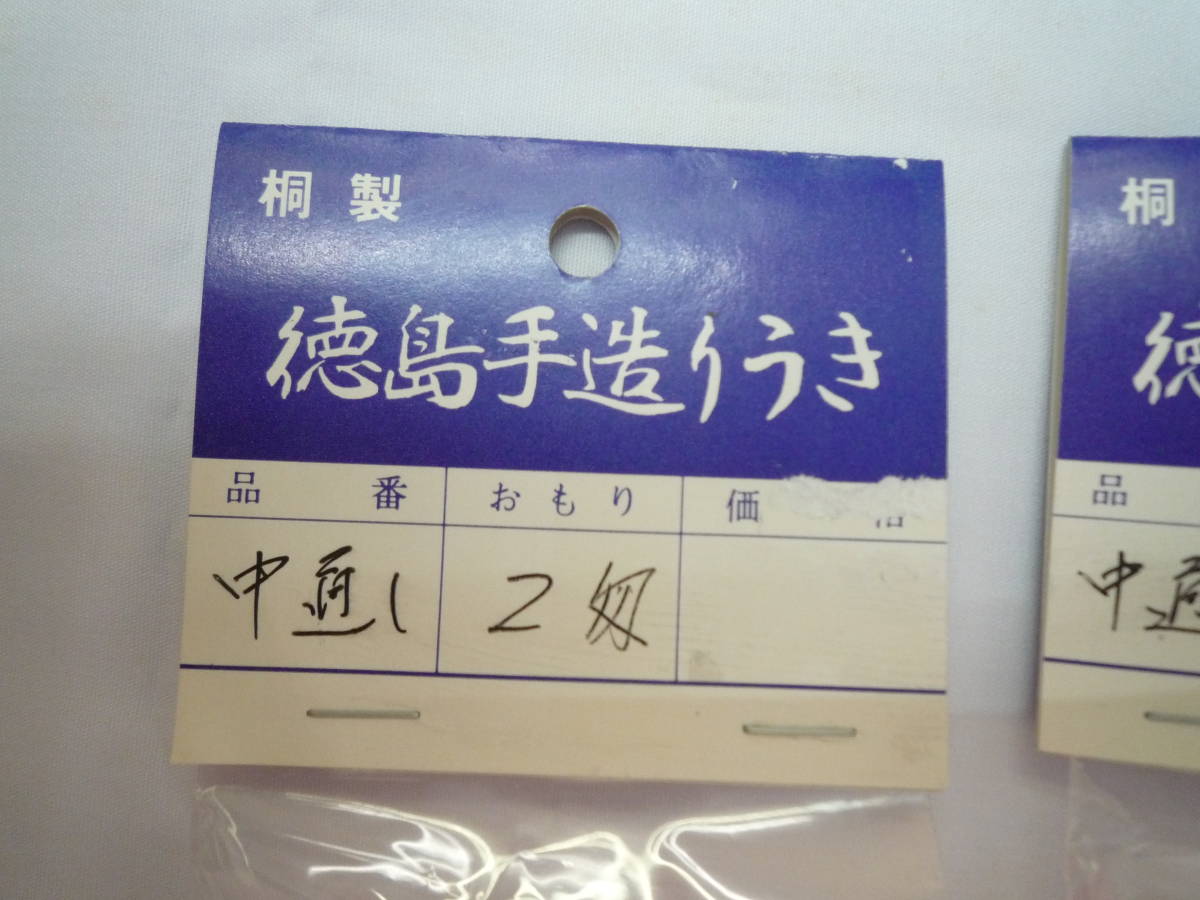 桐製
徳島手造りうき
品番 おもり 価
中通し 2匁
桐
徳
品
中通